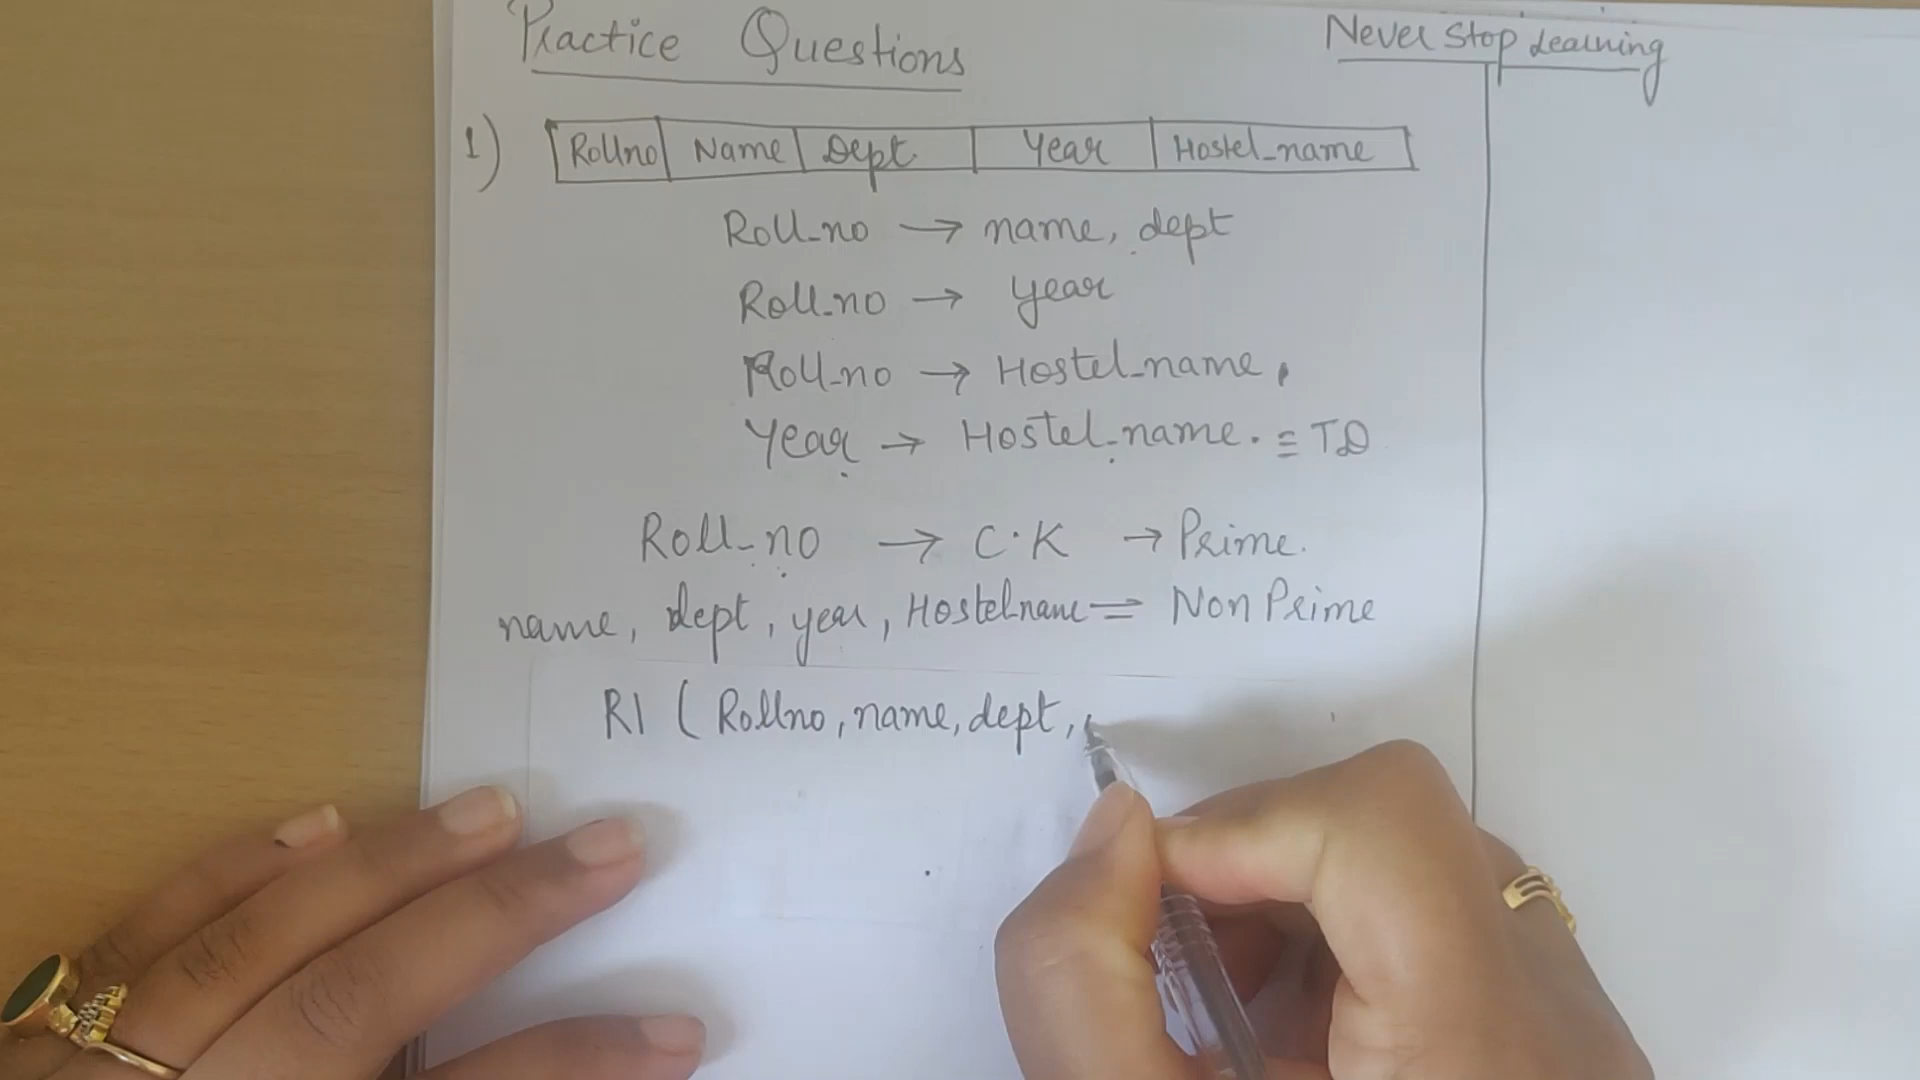 Practice Questions
Never Stop Learning
1)
Rollno Name Dept Year Hostel_name
Roll_no → name, dept
Roll_no → year
Roll_no → Hostel_name.
Year → Hostel_name. ≡ TD
Roll_no → C.K → Prime.
name, dept, year, Hostelname = Non Prime
R1 ( Rollno, name, dept,